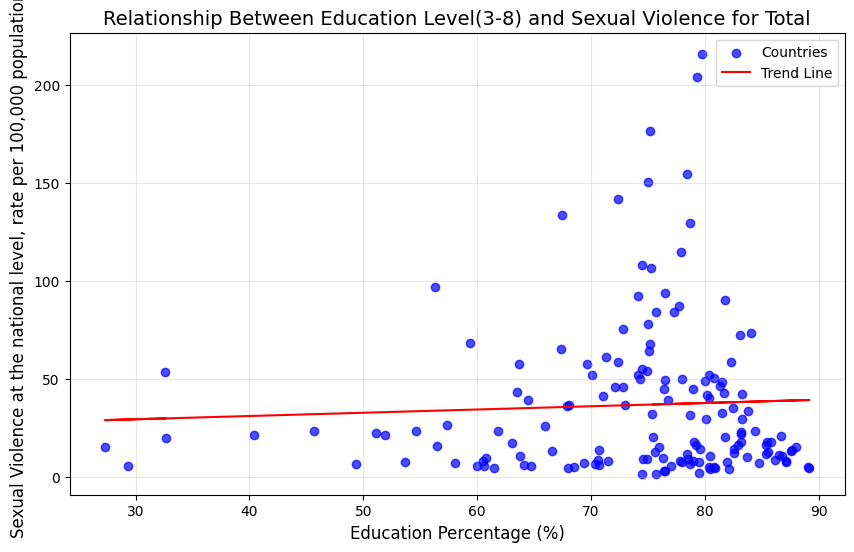 Relationship Between Education Level(3-8) and Sexual Violence for Total
Sexual Violence at the national level, rate per 100,000 population
200
150
100
50
0
Countries
Trend Line
30
40
50
60
70
80
90
Education Percentage (%)